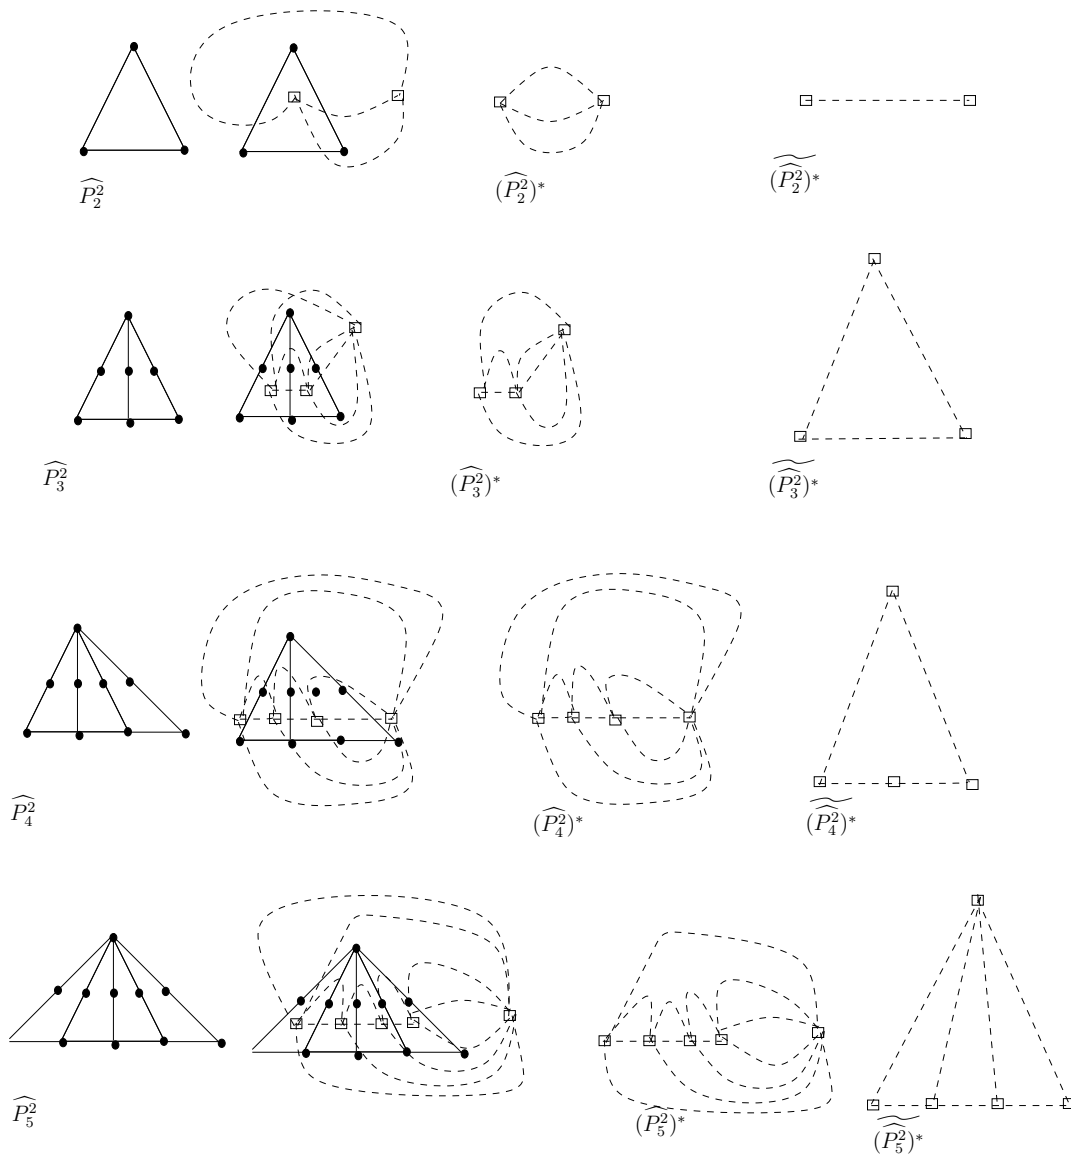 $\widehat{P_2^2}$ $(\widehat{P_2^2})^*$ $\widetilde{(\widehat{P_2^2})^*}$
$\widehat{P_3^2}$ $(\widehat{P_3^2})^*$ $\widetilde{(\widehat{P_3^2})^*}$
$\widehat{P_4^2}$ $(\widehat{P_4^2})^*$ $\widetilde{(\widehat{P_4^2})^*}$
$\widehat{P_5^2}$ $(\widehat{P_5^2})^*$ $\widetilde{(\widehat{P_5^2})^*}$